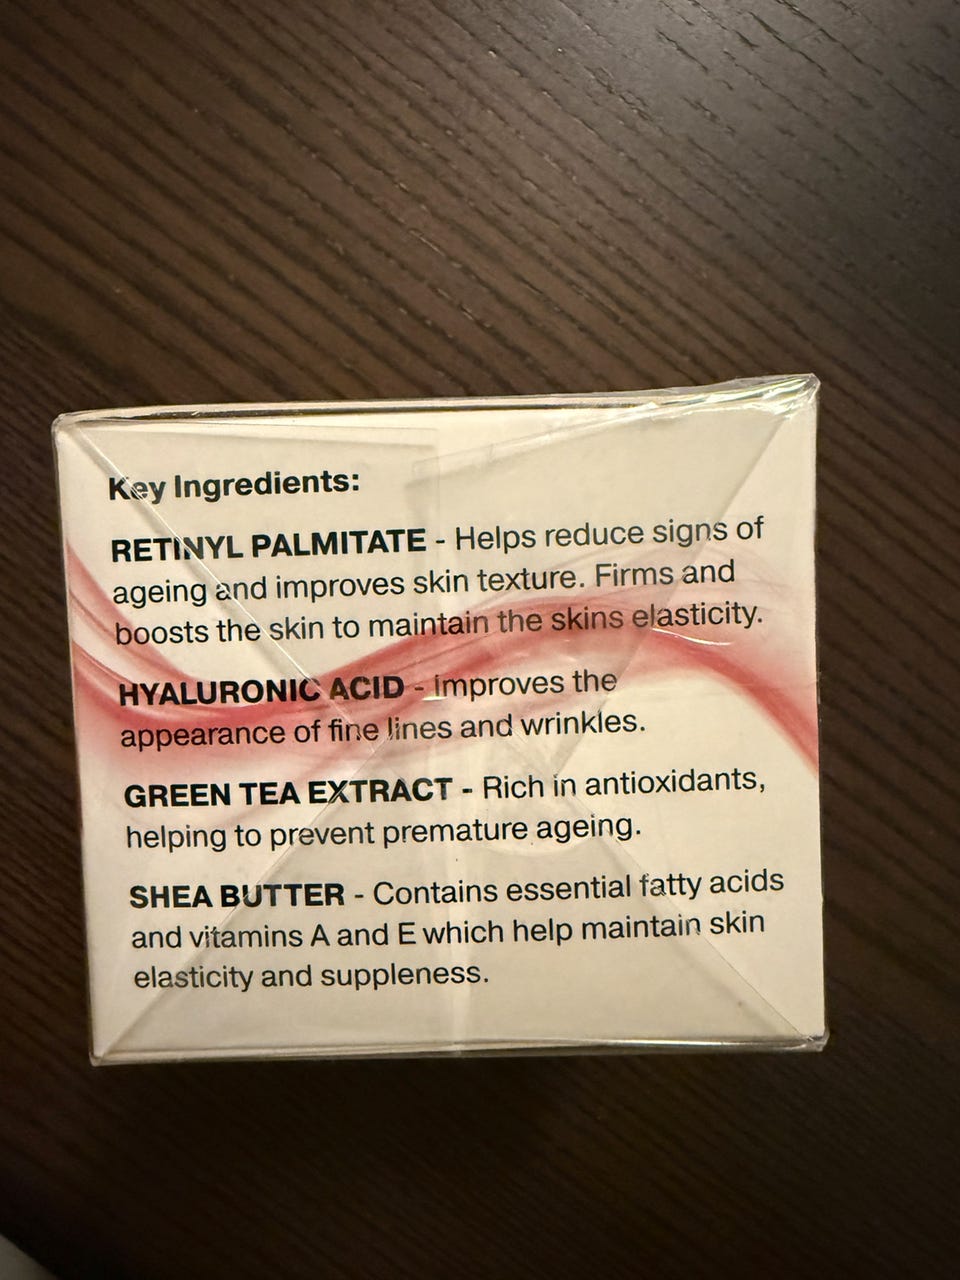 Key Ingredients:
RETINYL PALMITATE - Helps reduce signs of
ageing and improves skin texture. Firms and
boosts the skin to maintain the skins elasticity.
HYALURONIC ACID - Improves the
appearance of fine lines and wrinkles.
GREEN TEA EXTRACT - Rich in antioxidants,
helping to prevent premature ageing.
SHEA BUTTER - Contains essential fatty acids
and vitamins A and E which help maintain skin
elasticity and suppleness.